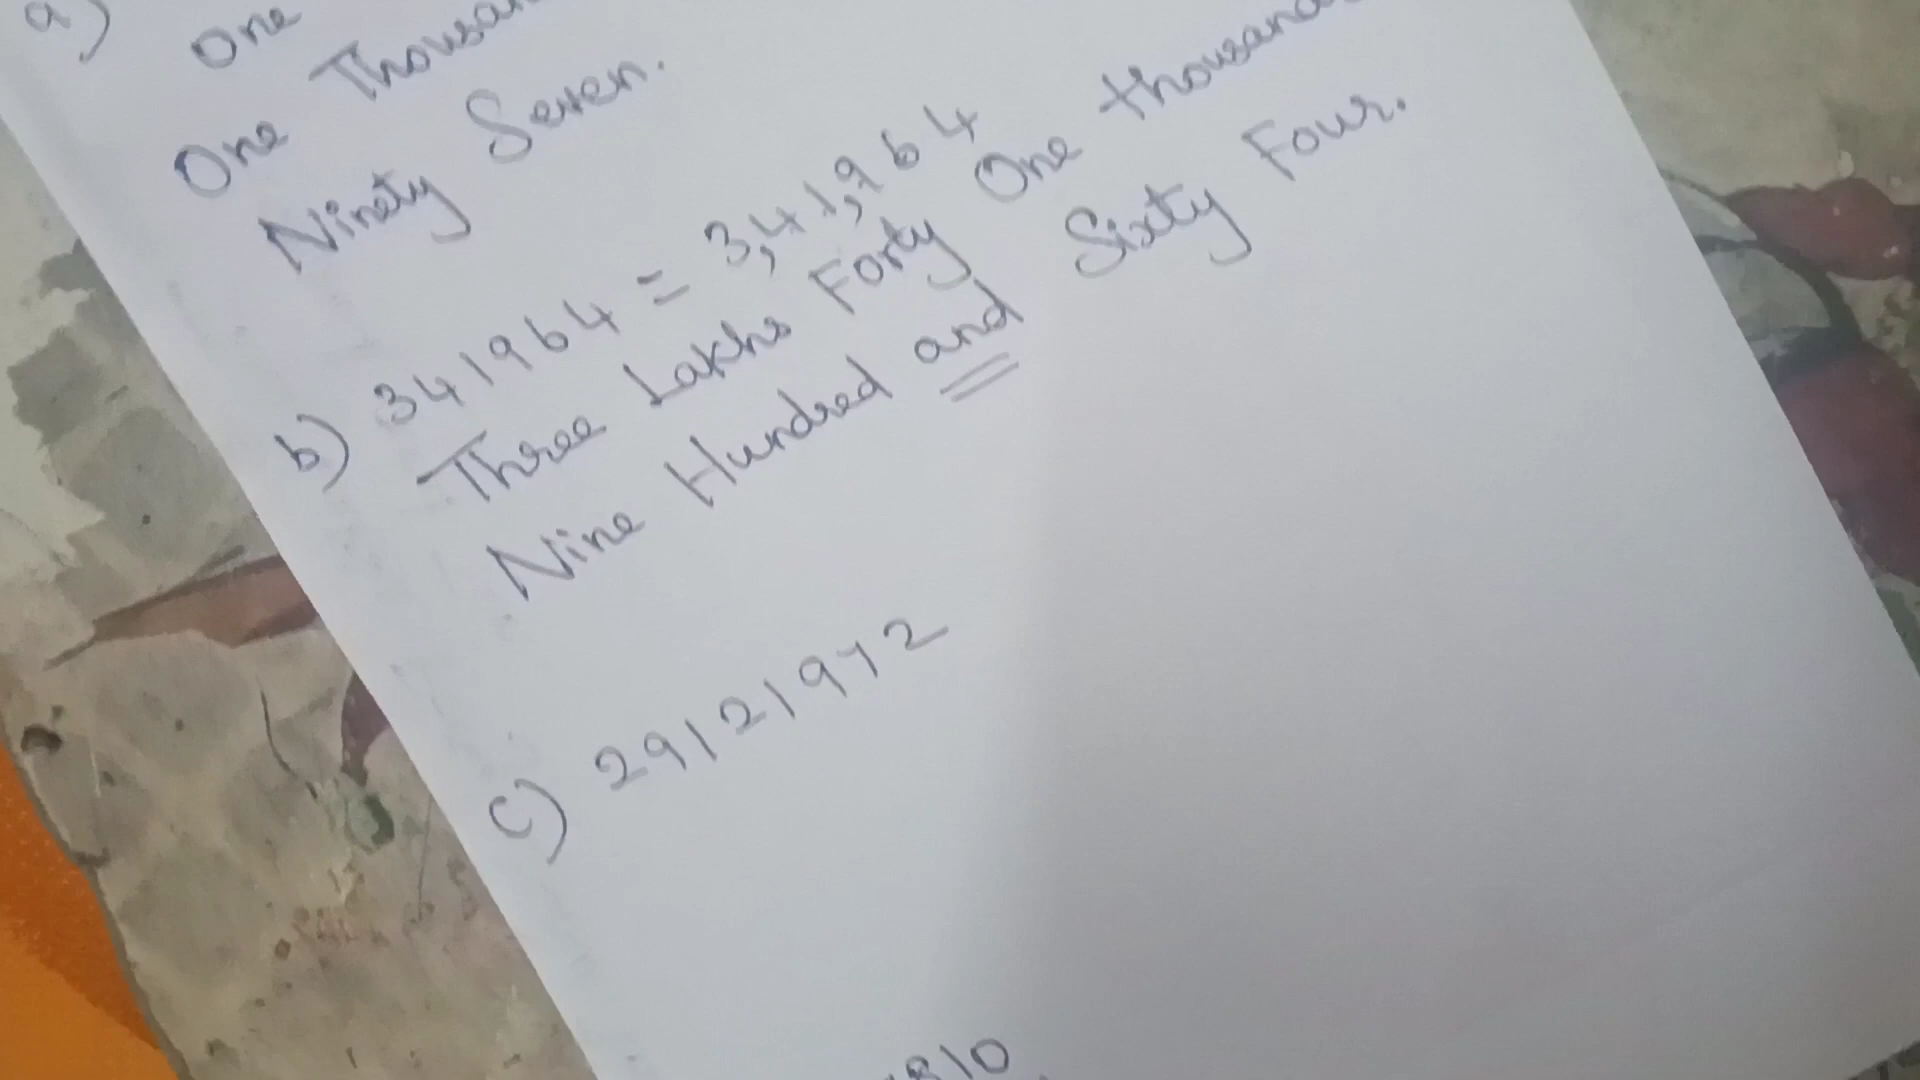 a) One
One Thousan
Ninety Seven.
b) 341964 = 3,41,964
Three Lakhs Forty One thousand
Nine Hundred and Sixty Four.
c) 29121972
810